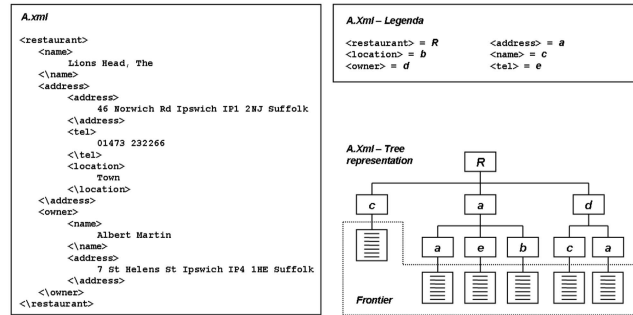 A.xml
<restaurant>
<name>
Lions Head, The
<\name>
<address>
<address>
46 Norwich Rd Ipswich IP1 2NJ Suffolk
<\address>
<tel>
01473 232266
<\tel>
<location>
Town
<\location>
<\address>
<owner>
<name>
Albert Martin
<\name>
<address>
7 St Helens St Ipswich IP4 1HE Suffolk
<\address>
<\owner>
<\restaurant>
A.Xml – Legenda
<restaurant> = R <address> = a
<location> = b <name> = c
<owner> = d <tel> = e
A.Xml – Tree
representation
R
c a d
a e b c a
Frontier